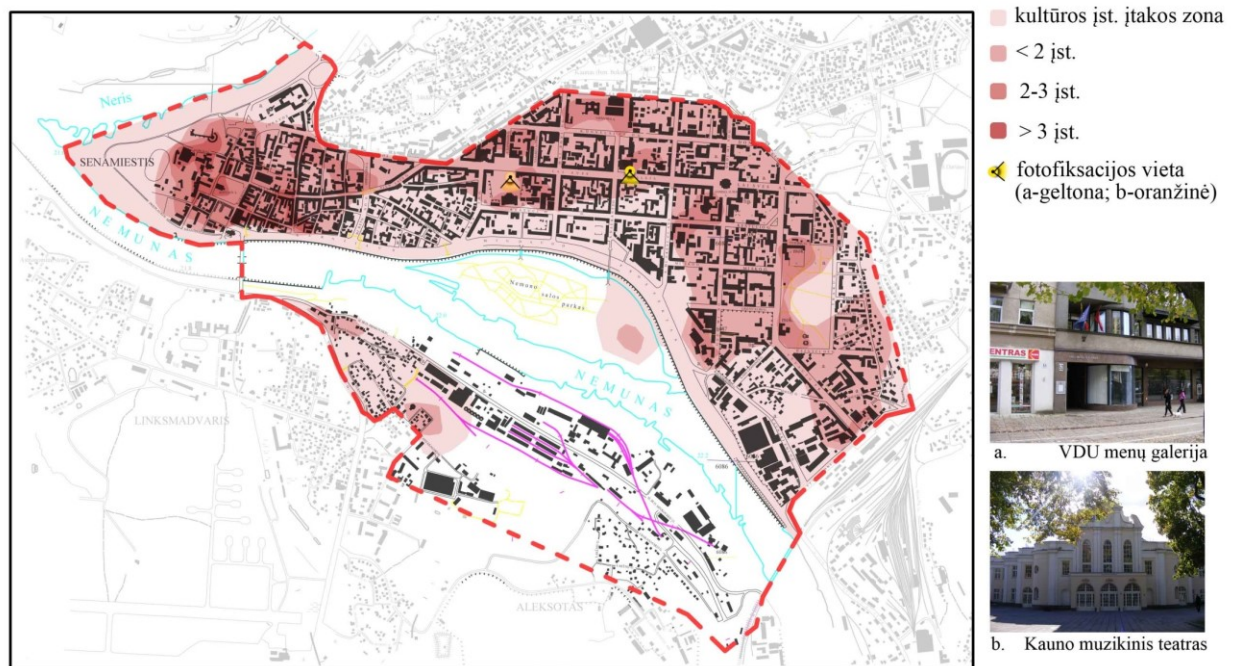 kultūros įst. įtakos zona
< 2 įst.
2-3 įst.
> 3 įst.
fotofiksacijos vieta
(a-geltona; b-oranžinė)
Neris
SENAMIESTIS
NEMUNAS
Nemuno salos parkas
NEMUNAS
LINKSMADVARIS
ALEKSOTAS
ENTRAS
a. VDU menų galerija
b. Kauno muzikinis teatras